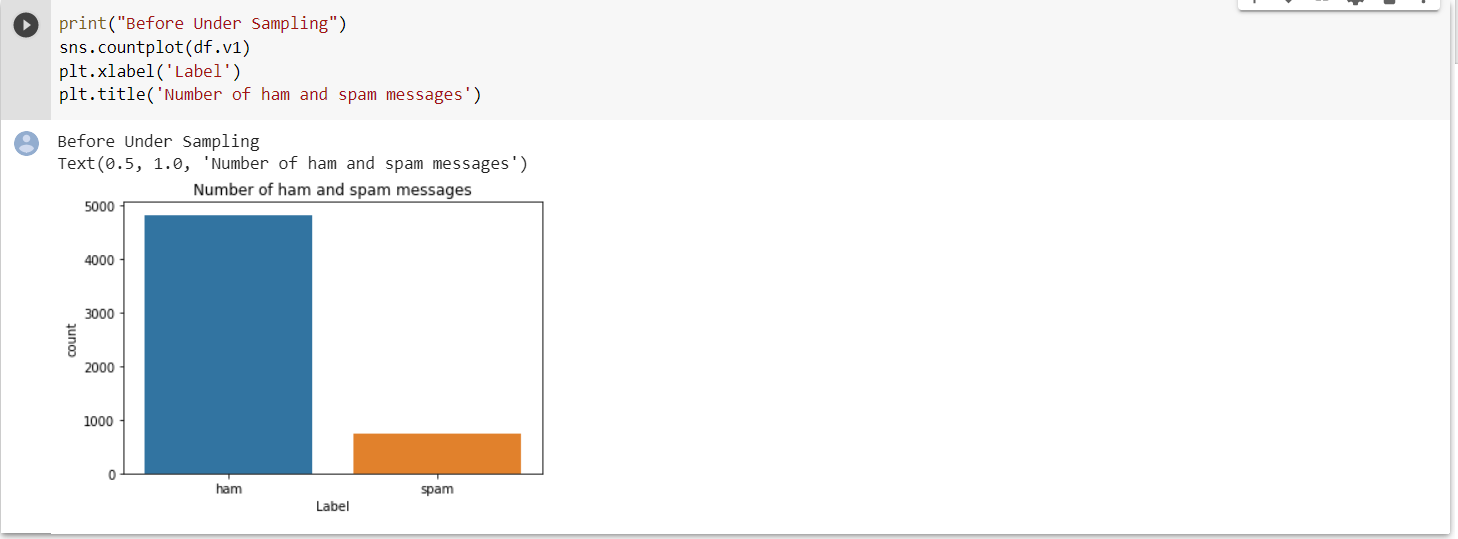 print("Before Under Sampling")
sns.countplot(df.v1)
plt.xlabel('Label')
plt.title('Number of ham and spam messages')
Before Under Sampling
Text(0.5, 1.0, 'Number of ham and spam messages')
Number of ham and spam messages
5000
4000
3000
2000
1000
0
count
ham spam
Label